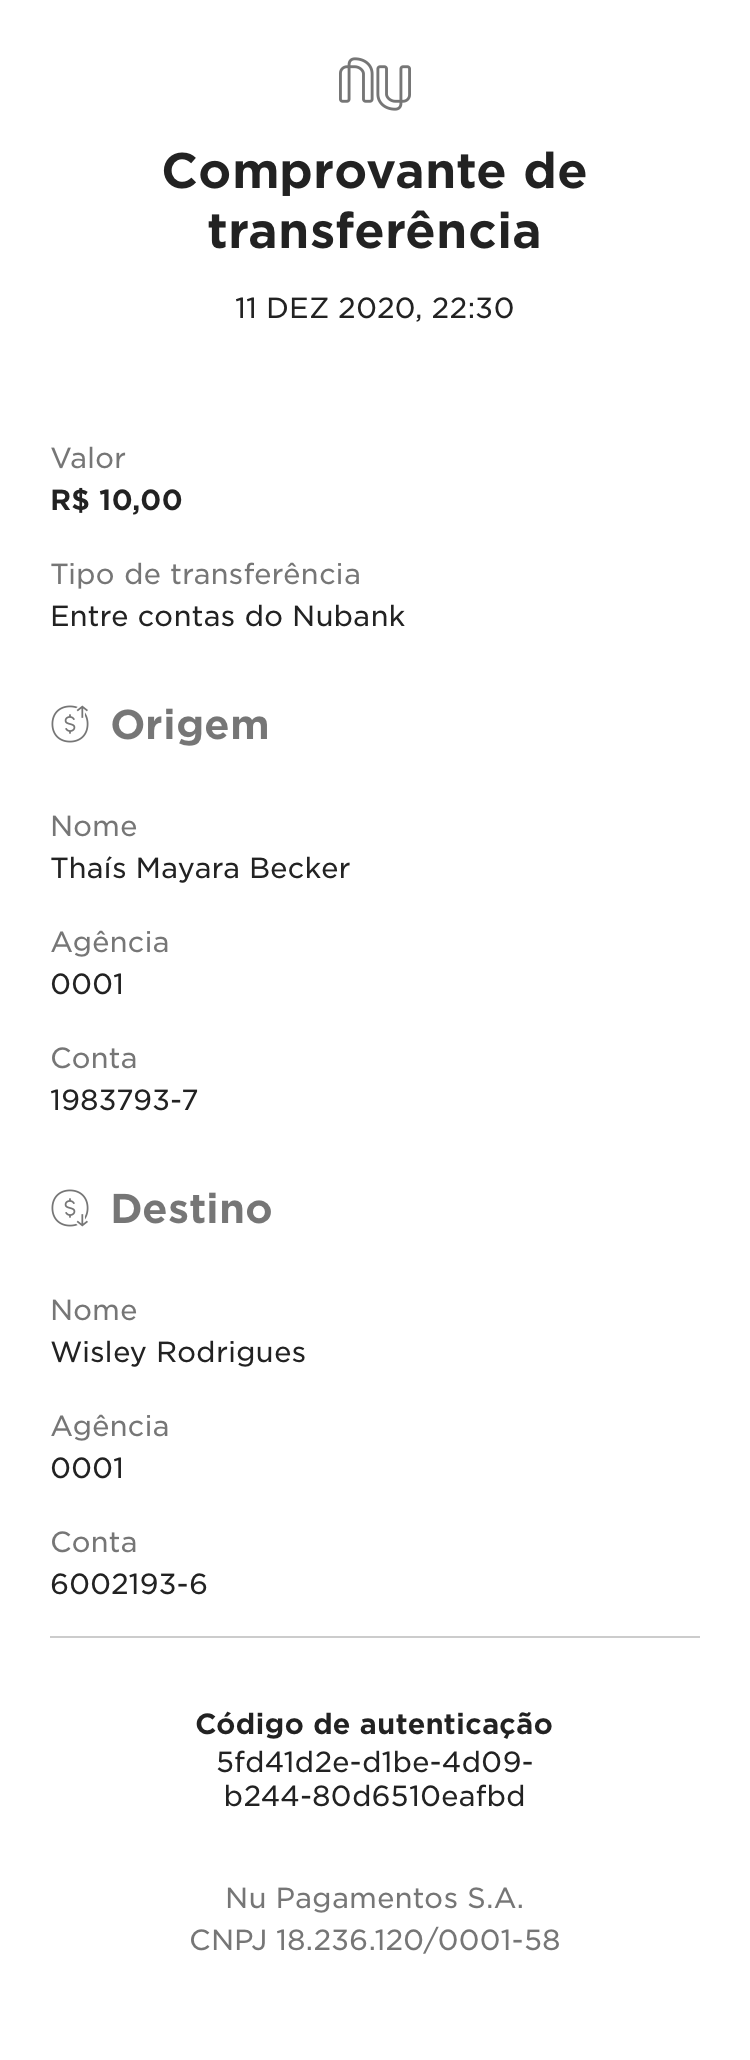 nu
Comprovante de
transferência
11 DEZ 2020, 22:30
Valor
R$ 10,00
Tipo de transferência
Entre contas do Nubank
Origem
Nome
Thaís Mayara Becker
Agência
0001
Conta
1983793-7
Destino
Nome
Wisley Rodrigues
Agência
0001
Conta
6002193-6
Código de autenticação
5fd41d2e-d1be-4d09-
b244-80d6510eafbd
Nu Pagamentos S.A.
CNPJ 18.236.120/0001-58